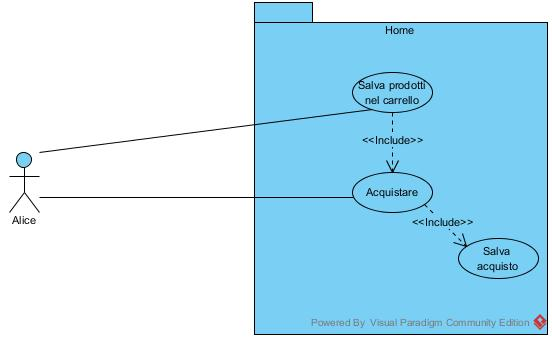 Home
Salva prodotti
nel carrello
<<Include>>
Acquistare
Alice
<<Include>>
Salva
acquisto
Powered By Visual Paradigm Community Edition